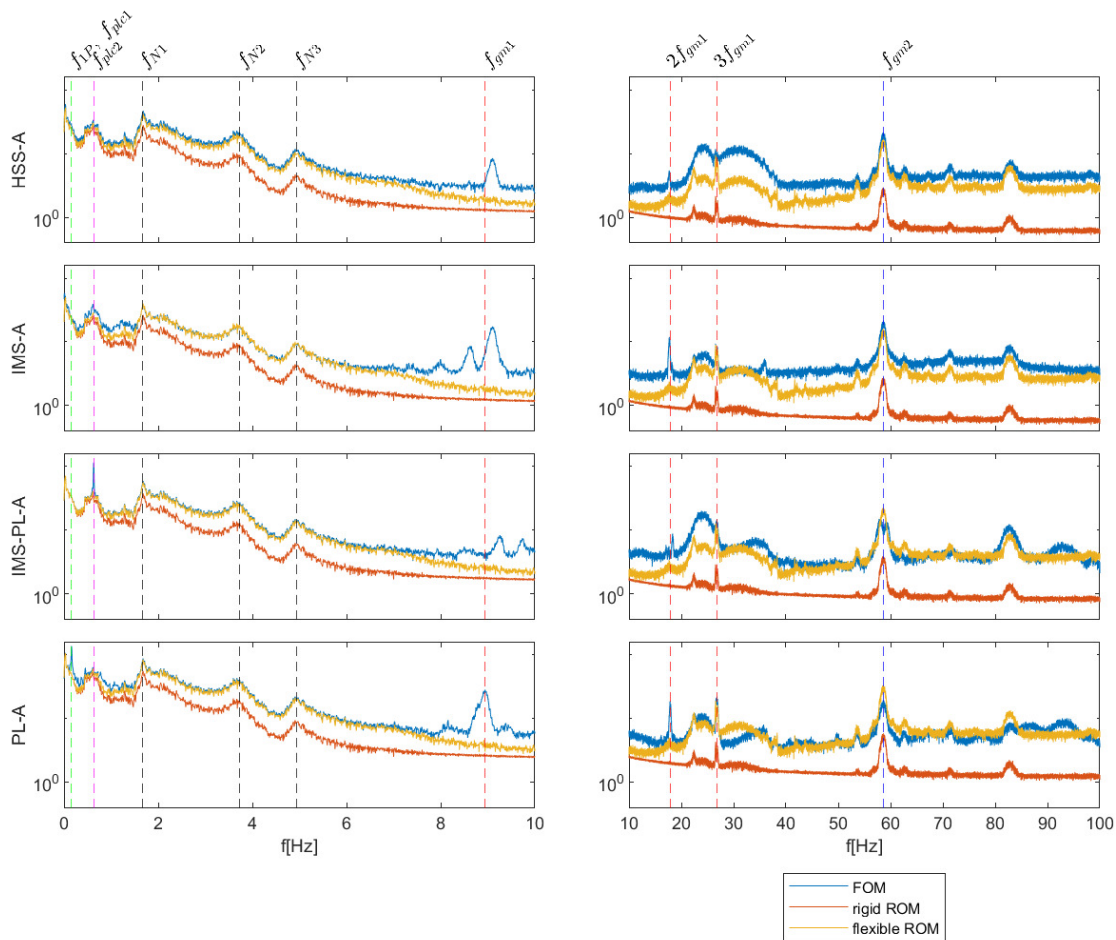 f1P, fplc1
fplc2
fN1
fN2
fN3
fgm1
2fgm1
3fgm1
fgm2
HSS-A
10^0
10^0
IMS-A
10^0
10^0
IMS-PL-A
10^0
10^0
PL-A
10^0
10^0
0 2 4 6 8 10
10 20 30 40 50 60 70 80 90 100
f[Hz]
f[Hz]
FOM
rigid ROM
flexible ROM